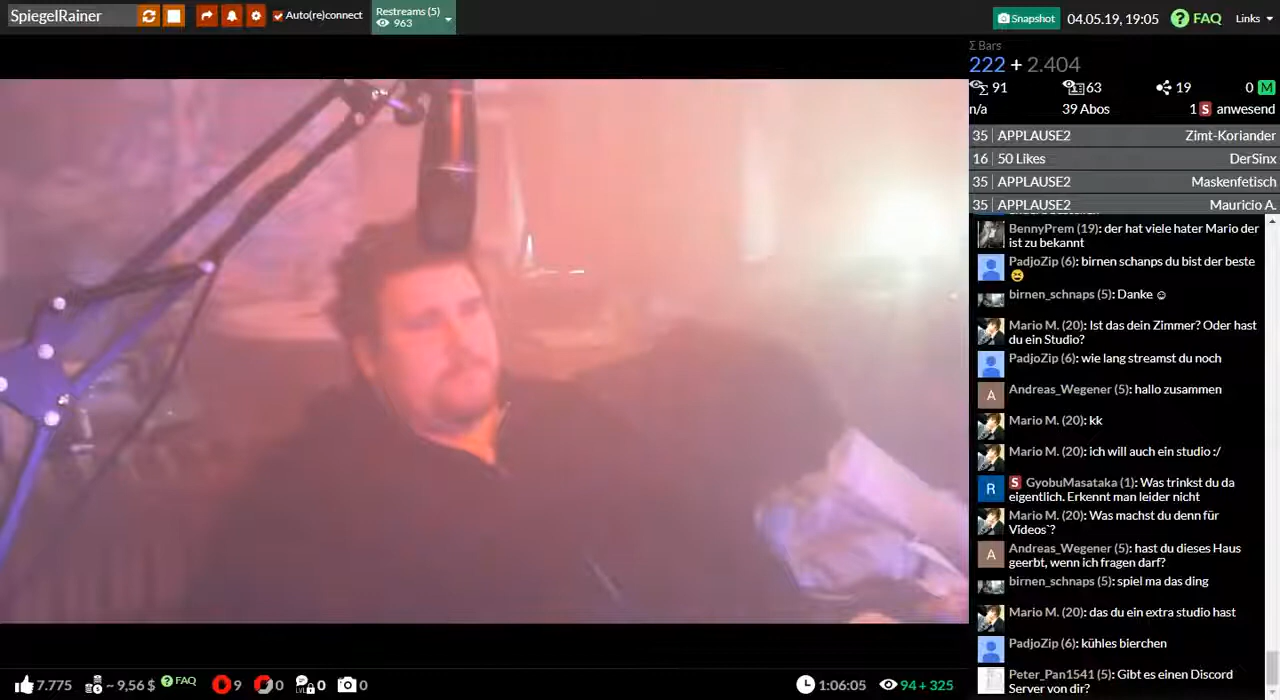 SpiegelRainer
Auto(re)connect
Restreams (5)
963
Snapshot
04.05.19, 19:05
FAQ
Links
Σ Bars
222 + 2.404
91
63
19
0 M
n/a
39 Abos
1 S anwesend
35 | APPLAUSE2 Zimt-Koriander
16 | 50 Likes DerSinx
35 | APPLAUSE2 Maskenfetisch
35 | APPLAUSE2 Mauricio A.
BennyPrem (19): der hat viele hater Mario der
ist zu bekannt
PadjoZip (6): birnen schanps du bist der beste
birnen_schnaps (5): Danke ☺
Mario M. (20): Ist das dein Zimmer? Oder hast
du ein Studio?
PadjoZip (6): wie lang streamst du noch
A
Andreas_Wegener (5): hallo zusammen
Mario M. (20): kk
Mario M. (20): ich will auch ein studio :/
R
S GyobuMasataka (1): Was trinkst du da
eigentlich. Erkennt man leider nicht
Mario M. (20): Was machst du denn für
Videos`?
A
Andreas_Wegener (5): hast du dieses Haus
geerbt, wenn ich fragen darf?
birnen_schnaps (5): spiel ma das ding
Mario M. (20): das du ein extra studio hast
PadjoZip (6): kühles bierchen
Peter_Pan1541 (5): Gibt es einen Discord
Server von dir?
7.775
~ 9,56 $
FAQ
9
0
LVL
0
0
1:06:05
94 + 325